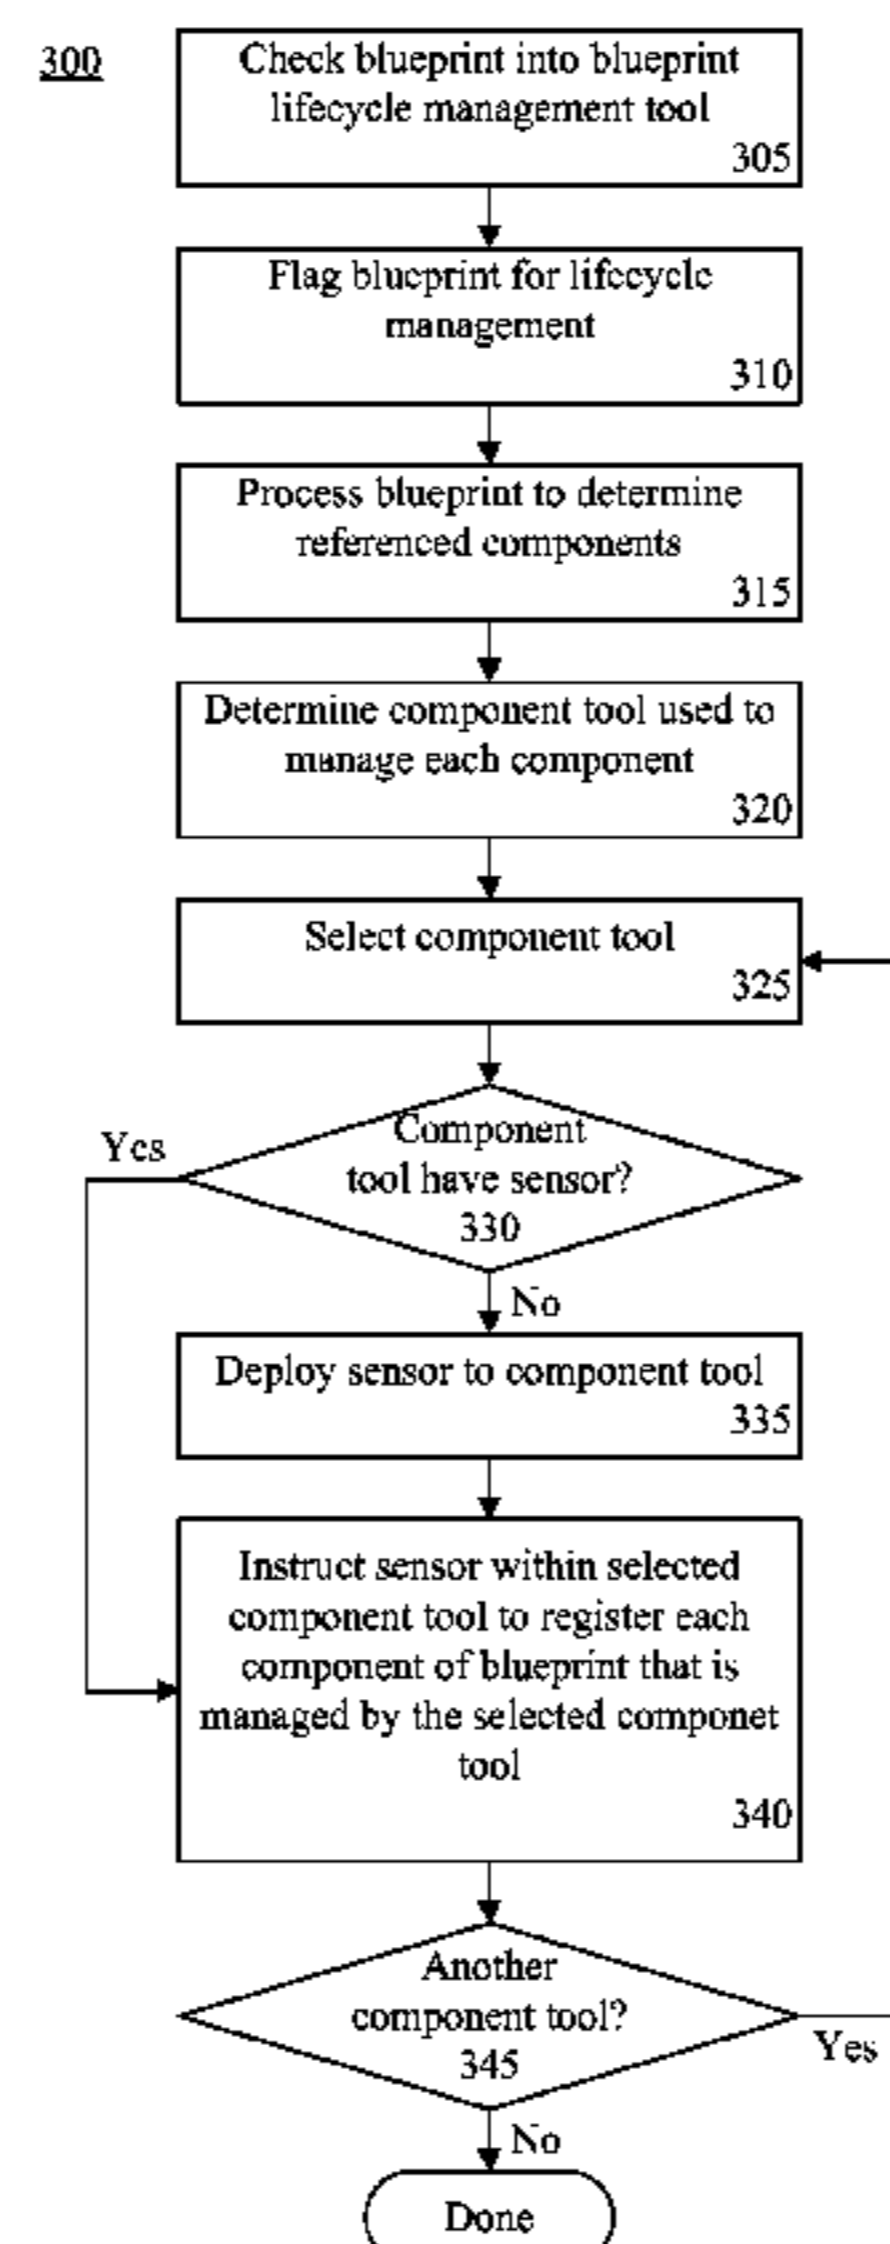 300
Check blueprint into blueprint
lifecycle management tool
305
Flag blueprint for lifecycle
management
310
Process blueprint to determine
referenced components
315
Determine component tool used to
manage each component
320
Select component tool
325
Component
tool have sensor?
330
Yes
No
Deploy sensor to component tool
335
Instruct sensor within selected
component tool to register each
component of blueprint that is
managed by the selected componet
tool
340
Another
component tool?
345
Yes
No
Done